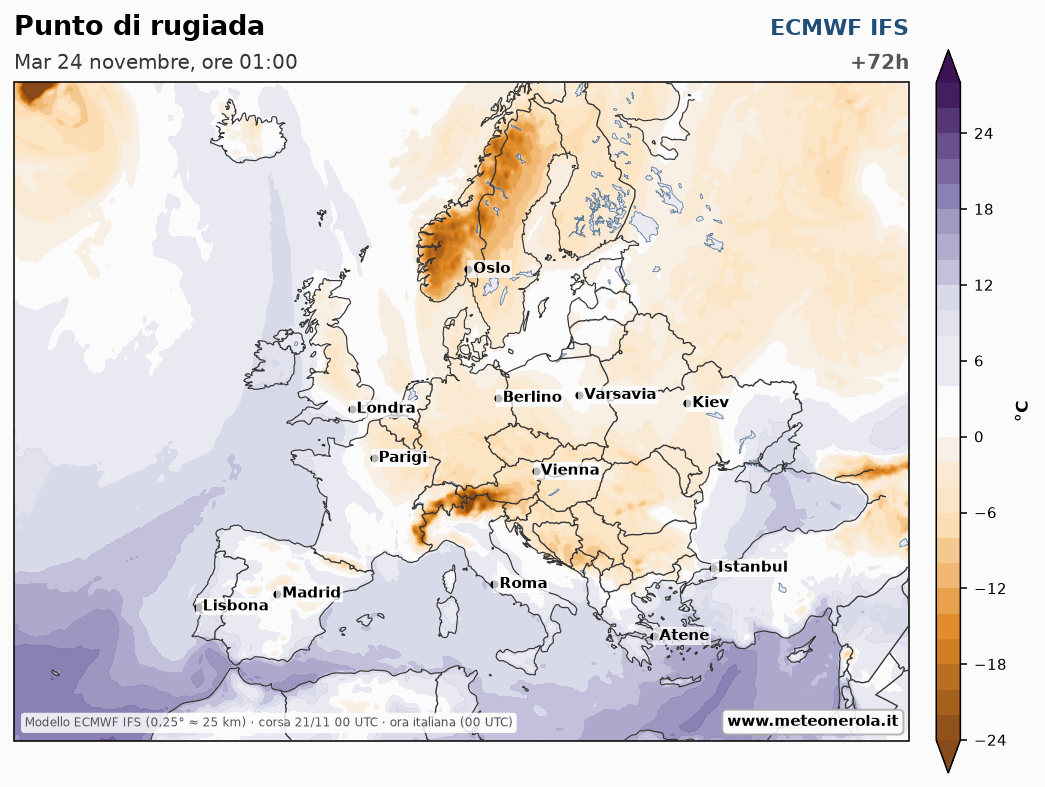 Punto di rugiada
ECMWF IFS
Mar 24 novembre, ore 01:00
+72h
24
18
12
6
0
−6
−12
−18
−24
°C
Oslo
Berlino
Varsavia
Kiev
Londra
Parigi
Vienna
Istanbul
Roma
Madrid
Lisbona
Atene
Modello ECMWF IFS (0,25° ≈ 25 km) · corsa 21/11 00 UTC · ora italiana (00 UTC)
www.meteonerola.it